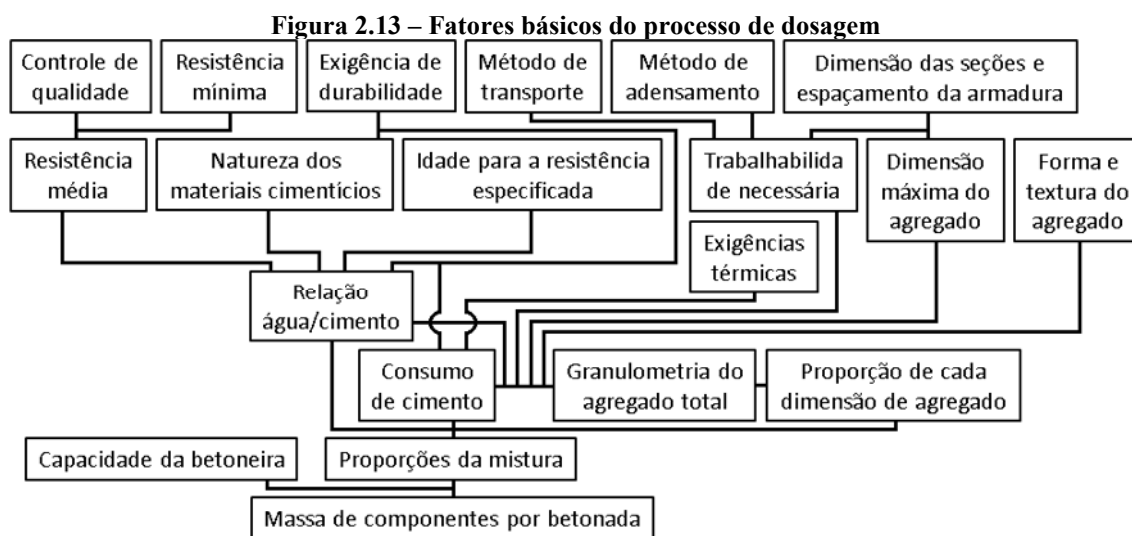 Figura 2.13 – Fatores básicos do processo de dosagem
Controle de
qualidade
Resistência
mínima
Exigência de
durabilidade
Método de
transporte
Método de
adensamento
Dimensão das seções e
espaçamento da armadura
Resistência
média
Natureza dos
materiais cimentícios
Idade para a resistência
especificada
Trabalhabilida
de necessária
Dimensão
máxima do
agregado
Forma e
textura do
agregado
Exigências
térmicas
Relação
água/cimento
Consumo
de cimento
Granulometria do
agregado total
Proporção de cada
dimensão de agregado
Capacidade da betoneira
Proporções da mistura
Massa de componentes por betonada